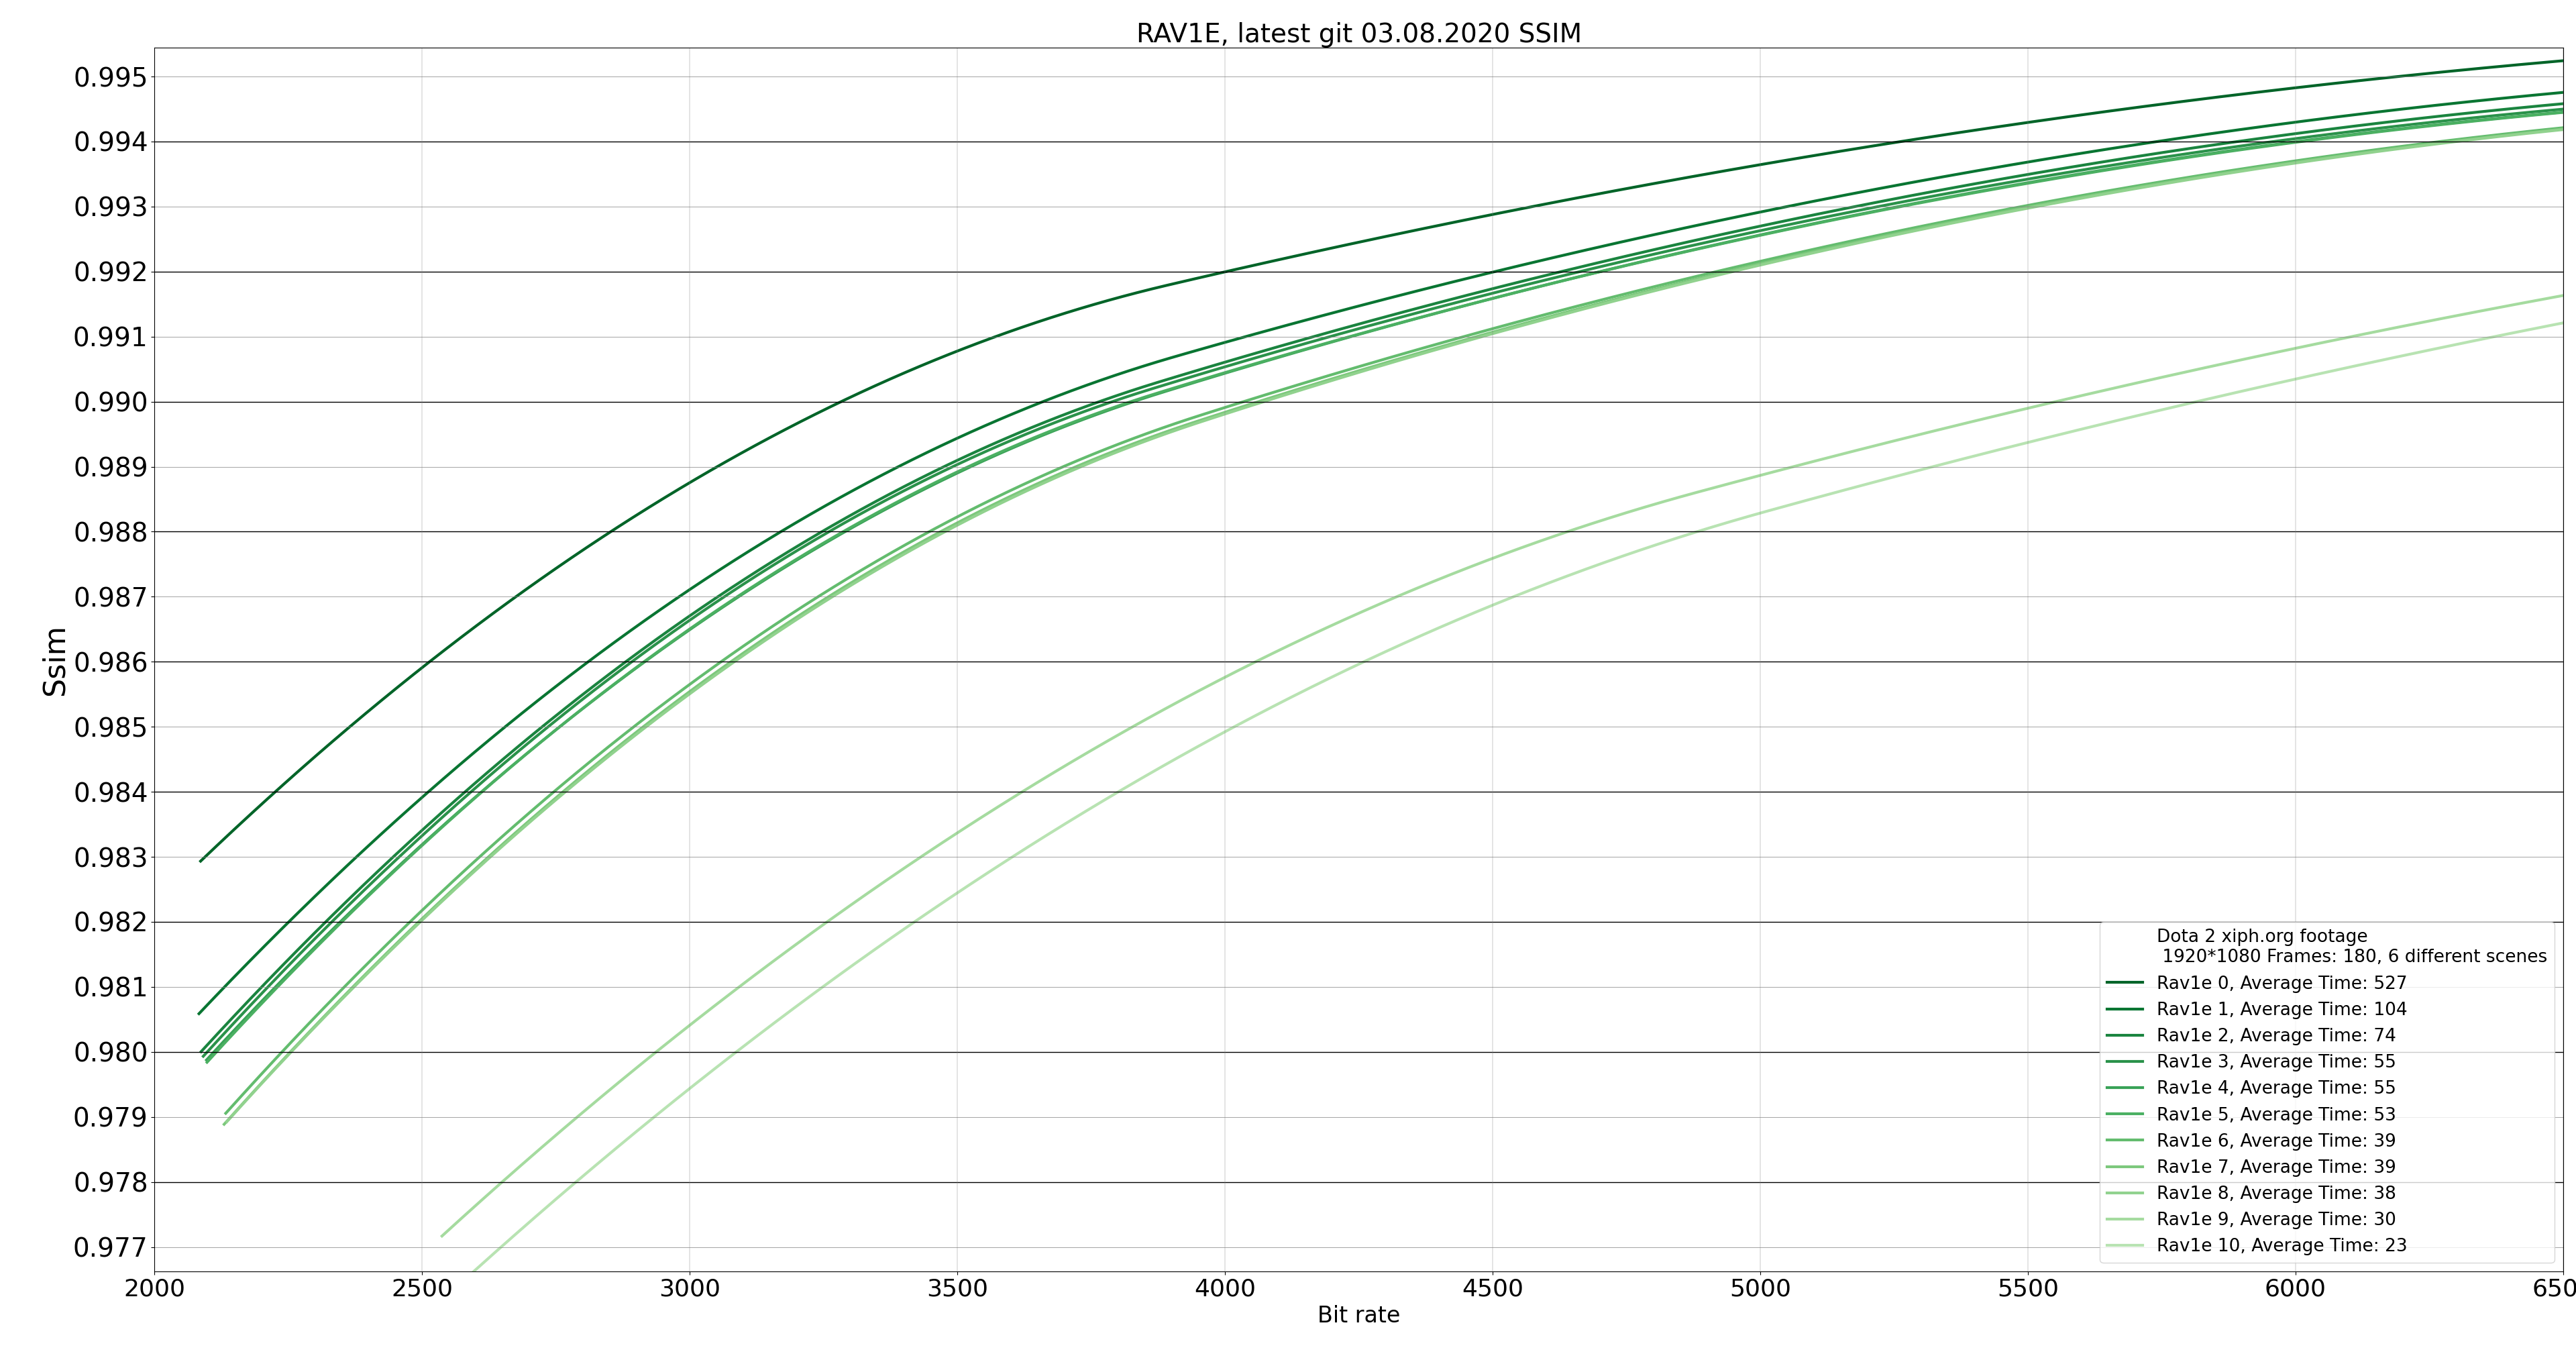 RAV1E, latest git 03.08.2020 SSIM
0.995
0.994
0.993
0.992
0.991
0.990
0.989
0.988
0.987
0.986
0.985
0.984
0.983
0.982
0.981
0.980
0.979
0.978
0.977
Ssim
Dota 2 xiph.org footage
1920*1080 Frames: 180, 6 different scenes
Rav1e 0, Average Time: 527
Rav1e 1, Average Time: 104
Rav1e 2, Average Time: 74
Rav1e 3, Average Time: 55
Rav1e 4, Average Time: 55
Rav1e 5, Average Time: 53
Rav1e 6, Average Time: 39
Rav1e 7, Average Time: 39
Rav1e 8, Average Time: 38
Rav1e 9, Average Time: 30
Rav1e 10, Average Time: 23
2000 2500 3000 3500 4000 4500 5000 5500 6000 650
Bit rate